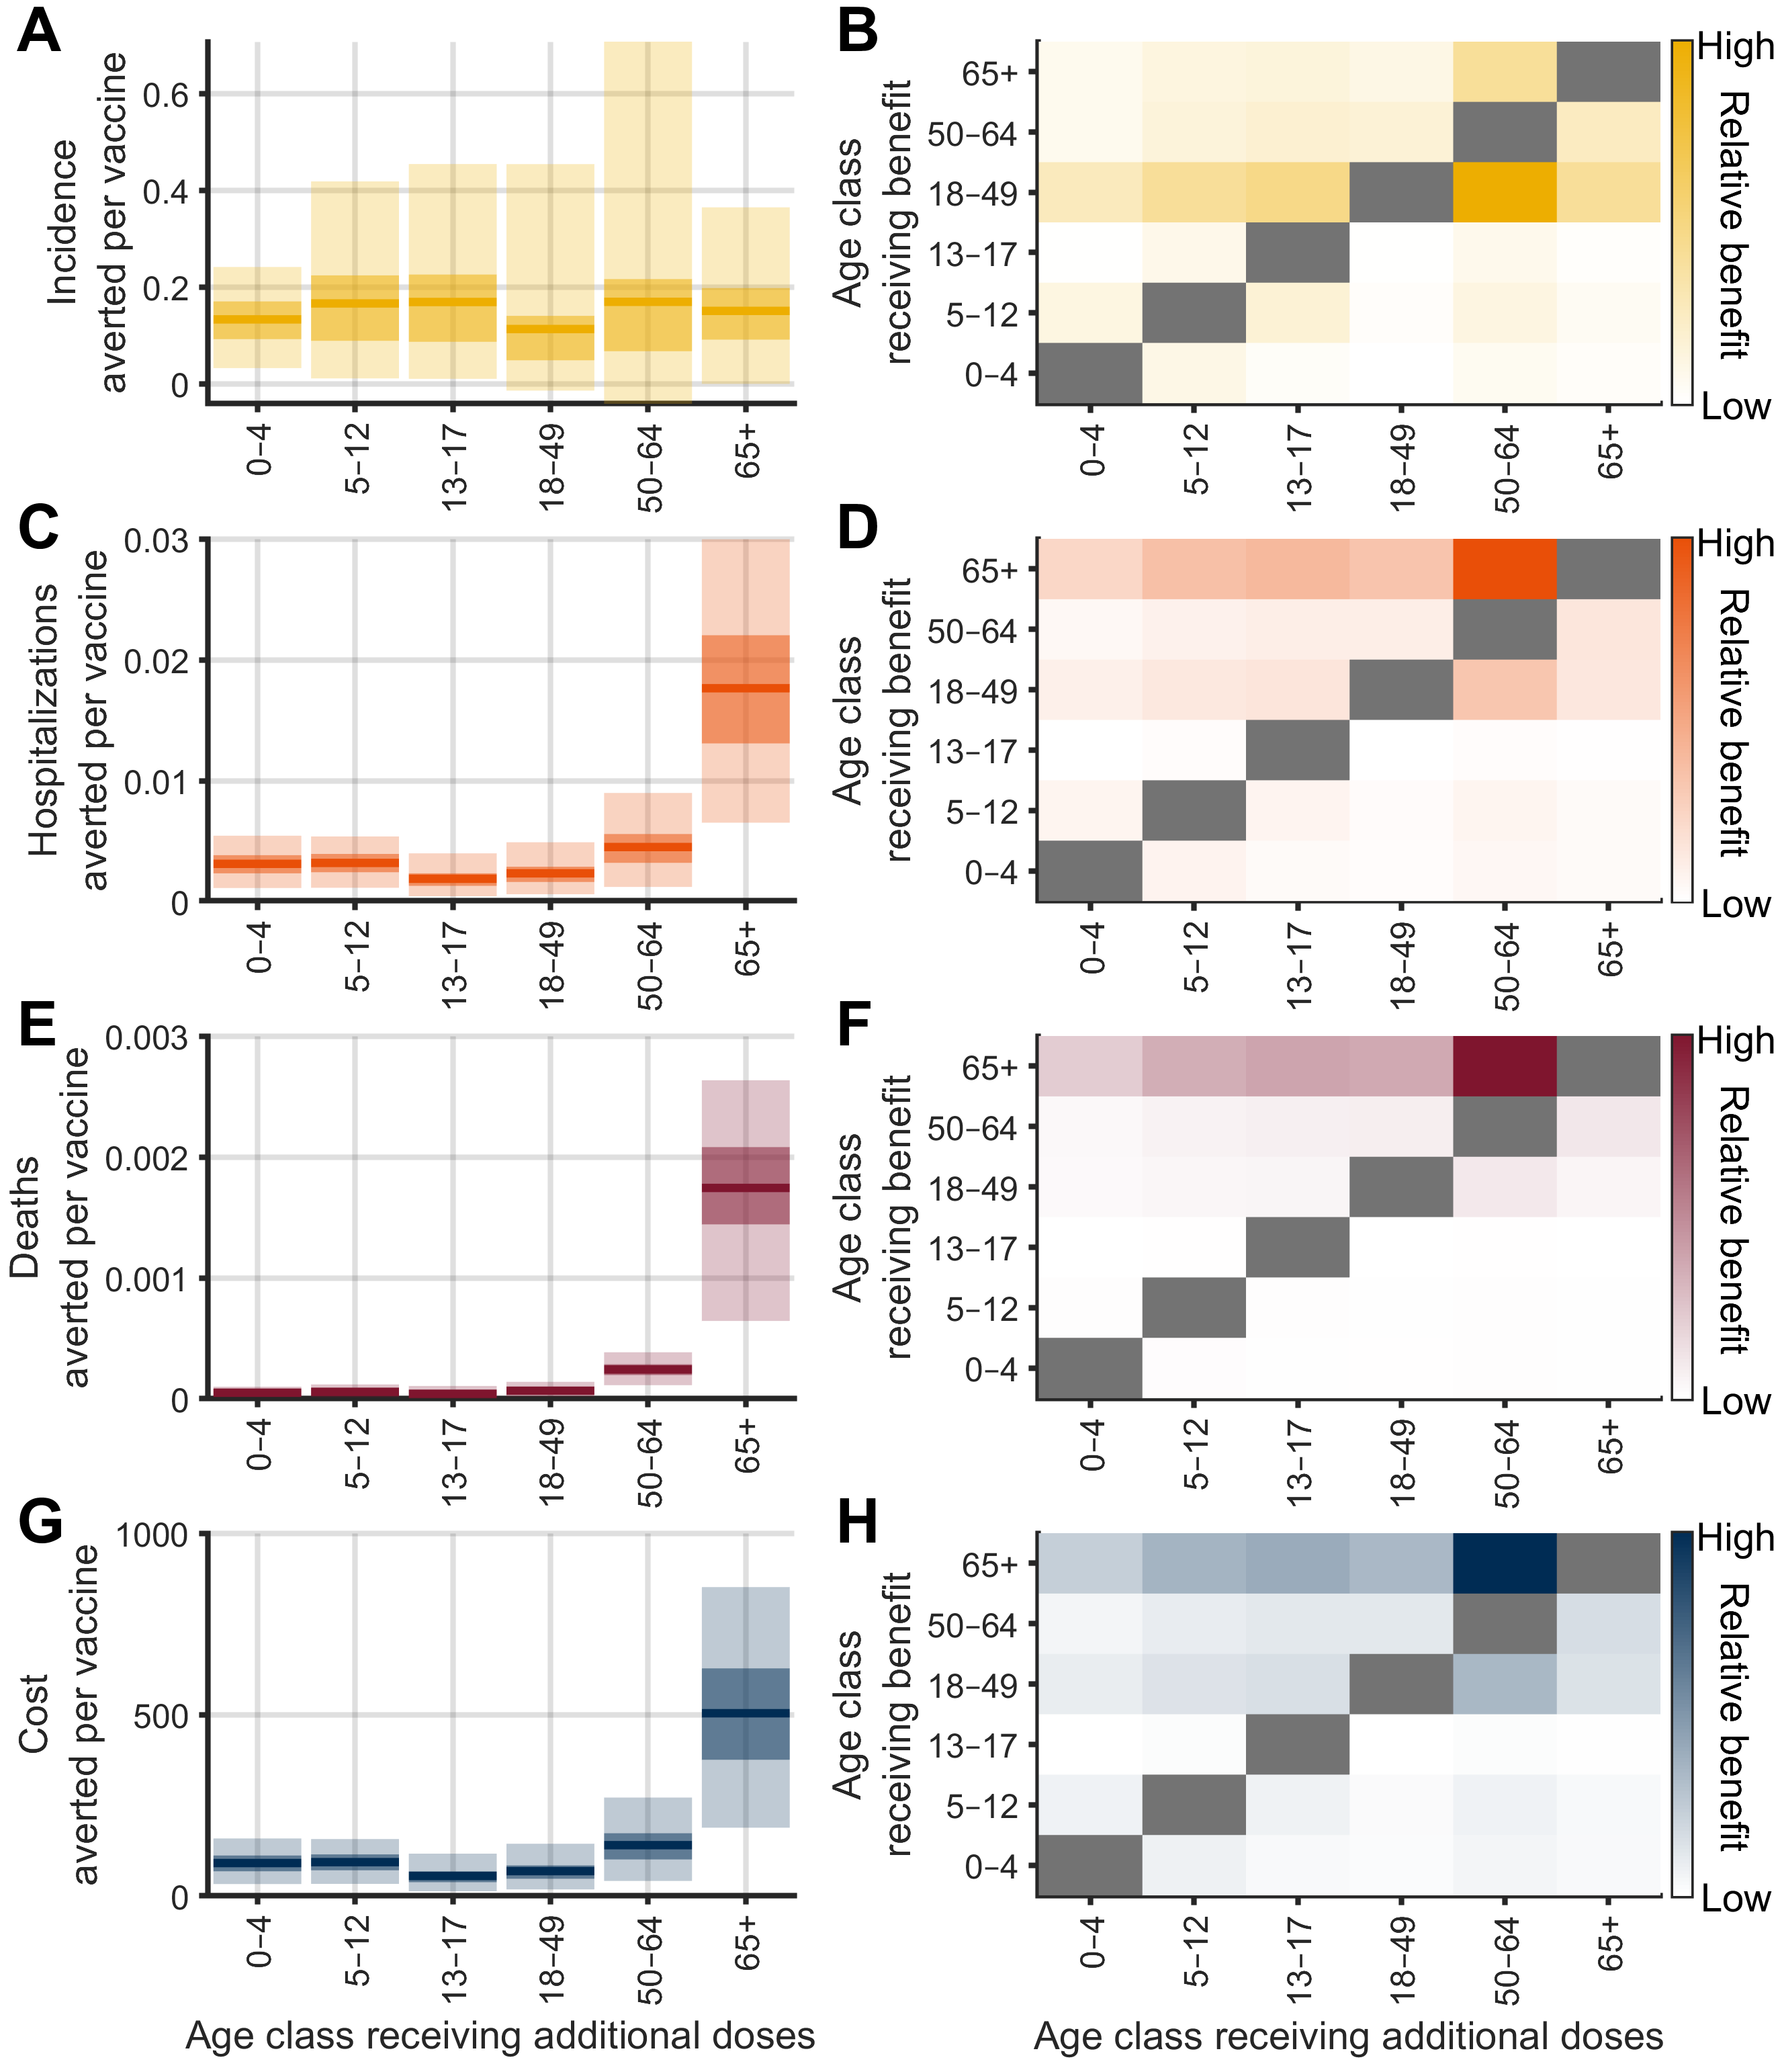 A
Incidence
averted per vaccine
0.6
0.4
0.2
0
0–4
5–12
13–17
18–49
50–64
65+
B
Age class
receiving benefit
65+
50–64
18–49
13–17
5–12
0–4
0–4
5–12
13–17
18–49
50–64
65+
High
Relative benefit
Low
C
Hospitalizations
averted per vaccine
0.03
0.02
0.01
0
0–4
5–12
13–17
18–49
50–64
65+
D
Age class
receiving benefit
65+
50–64
18–49
13–17
5–12
0–4
0–4
5–12
13–17
18–49
50–64
65+
High
Relative benefit
Low
E
Deaths
averted per vaccine
0.003
0.002
0.001
0
0–4
5–12
13–17
18–49
50–64
65+
F
Age class
receiving benefit
65+
50–64
18–49
13–17
5–12
0–4
0–4
5–12
13–17
18–49
50–64
65+
High
Relative benefit
Low
G
Cost
averted per vaccine
1000
500
0
0–4
5–12
13–17
18–49
50–64
65+
Age class receiving additional doses
H
Age class
receiving benefit
65+
50–64
18–49
13–17
5–12
0–4
0–4
5–12
13–17
18–49
50–64
65+
High
Relative benefit
Low
Age class receiving additional doses